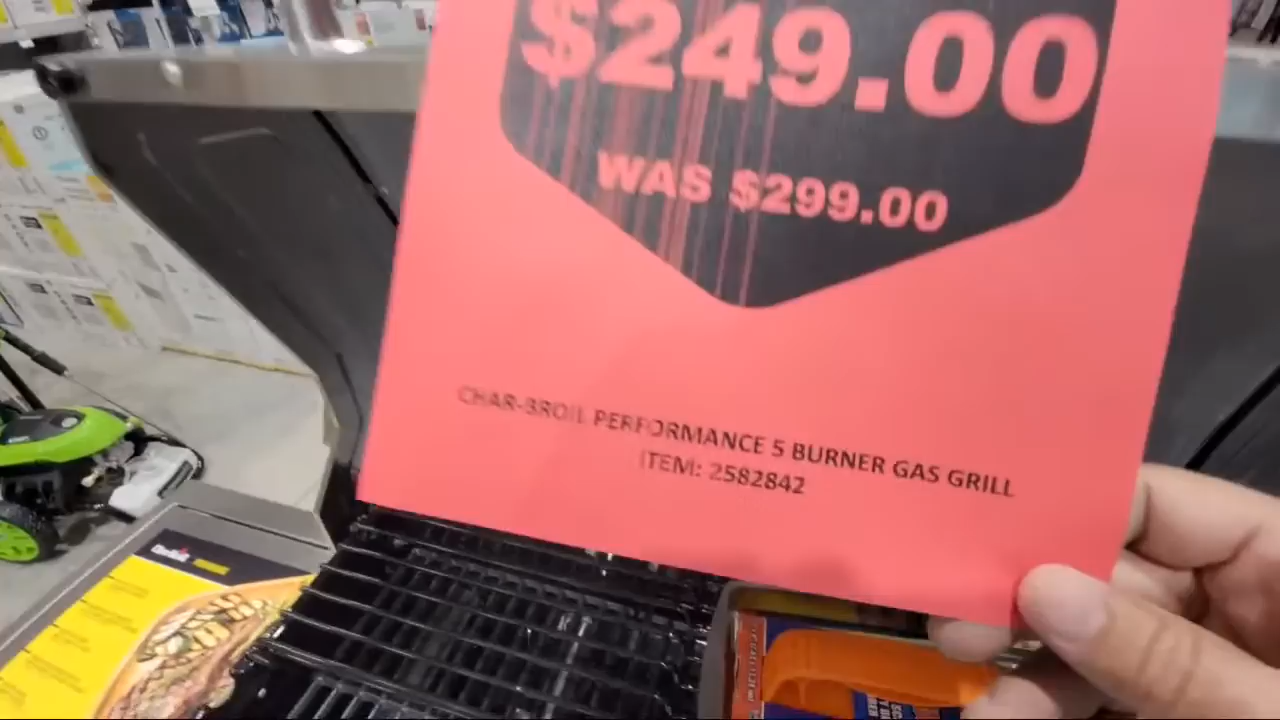 $249.00
WAS $299.00
CHAR-BROIL PERFORMANCE 5 BURNER GAS GRILL
ITEM: 2582842